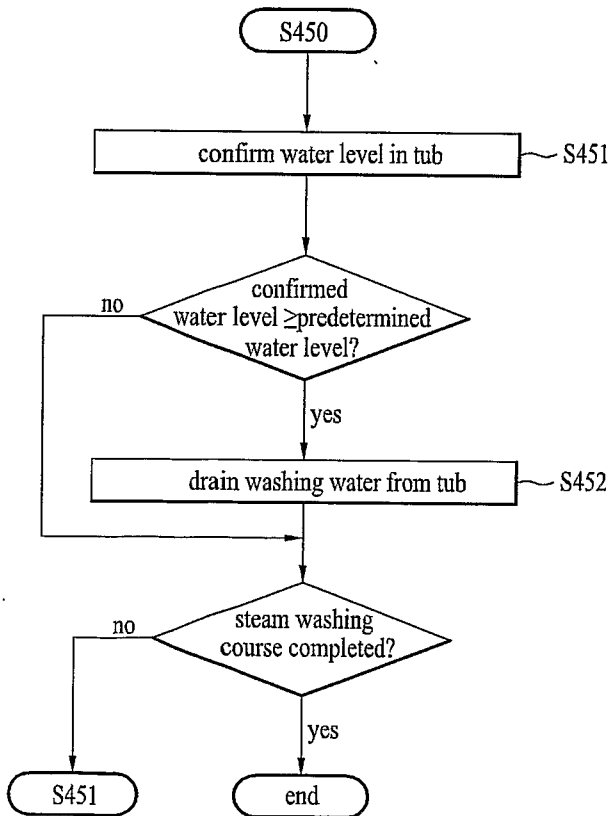 S450
confirm water level in tub
S451
confirmed
no
water level ≥predetermined
water level?
yes
drain washing water from tub
S452
steam washing
no
course completed?
yes
S451
end